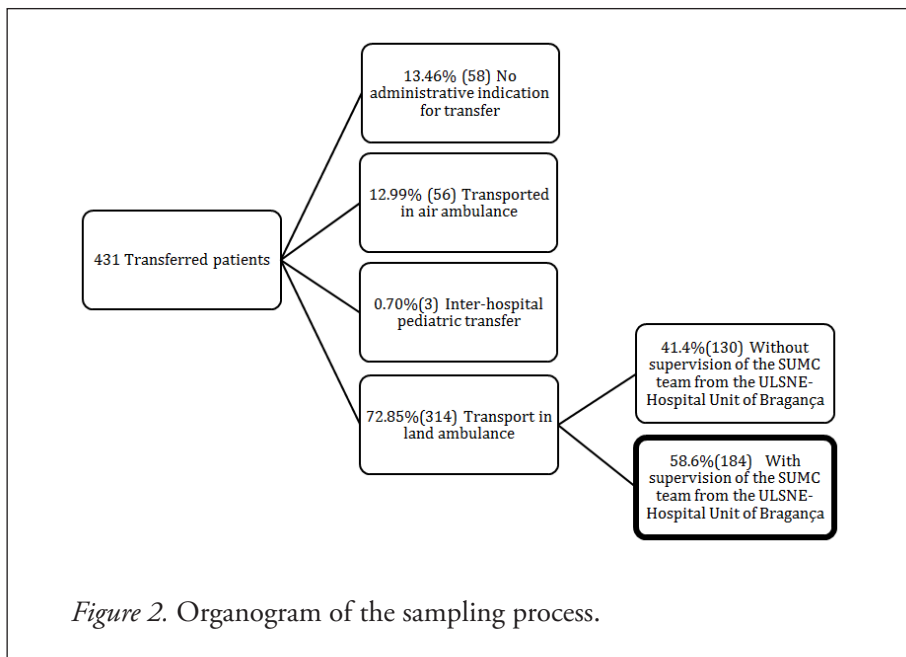 13.46% (58) No
administrative indication
for transfer
12.99% (56) Transported
in air ambulance
431 Transferred patients
0.70%(3) Inter-hospital
pediatric transfer
72.85%(314) Transport in
land ambulance
41.4%(130) Without
supervision of the SUMC
team from the ULSNE-
Hospital Unit of Bragança
58.6%(184) With
supervision of the SUMC
team from the ULSNE-
Hospital Unit of Bragança
Figure 2. Organogram of the sampling process.